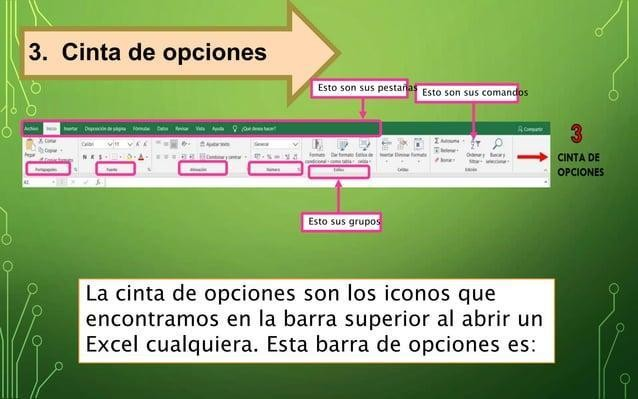 3. Cinta de opciones
Esto son sus pestañas
Esto son sus comandos
Archivo Inicio Insertar Disposición de página Fórmulas Datos Revisar Vista Ayuda ¿Qué desea hacer? Compartir
Cortar Calibri 11 Ajustar texto General Autosuma
Copiar Rellenar
Pegar Copiar formato N K S Combinar y centrar Formato Dar formato Estilos de Insertar Eliminar Formato Borrar Ordenar y Buscar y
condicional como tabla celda filtrar seleccionar
Portapapeles Fuente Alineación Número Estilos Celdas Edición
A1 fx
3
CINTA DE
OPCIONES
Esto sus grupos
La cinta de opciones son los iconos que
encontramos en la barra superior al abrir un
Excel cualquiera. Esta barra de opciones es: